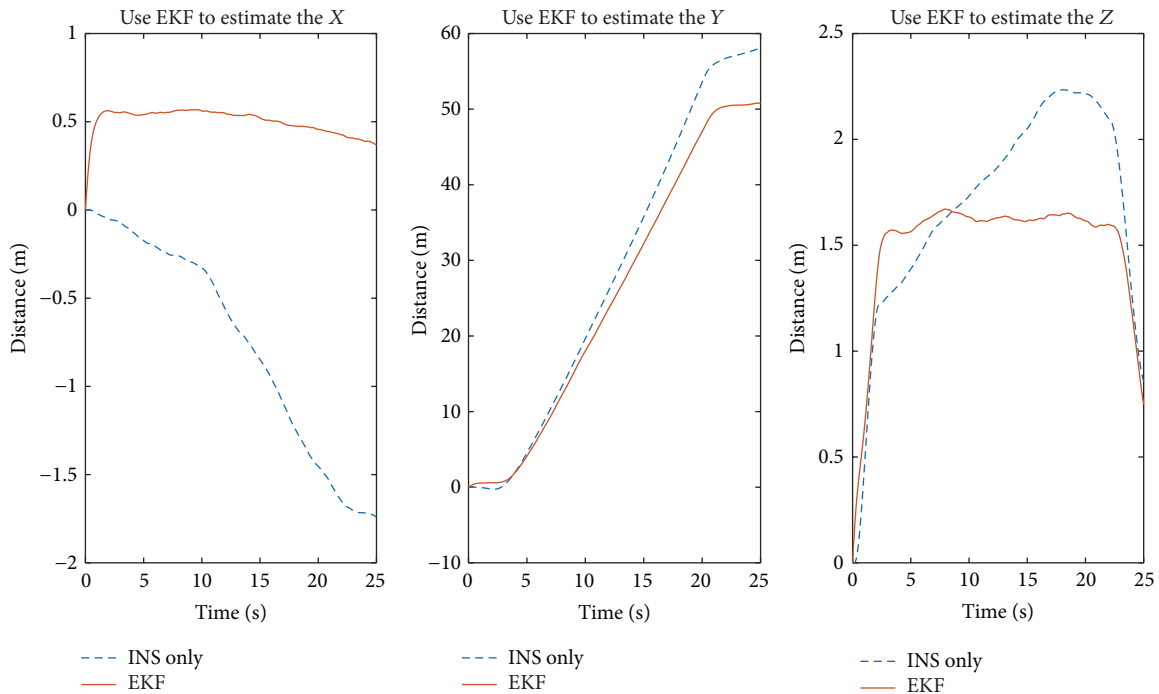 Use EKF to estimate the X
Distance (m)
1
0.5
0
−0.5
−1
−1.5
−2
0 5 10 15 20 25
Time (s)
INS only
EKF
Use EKF to estimate the Y
Distance (m)
60
50
40
30
20
10
0
−10
0 5 10 15 20 25
Time (s)
INS only
EKF
Use EKF to estimate the Z
Distance (m)
2.5
2
1.5
1
0.5
0
0 5 10 15 20 25
Time (s)
INS only
EKF